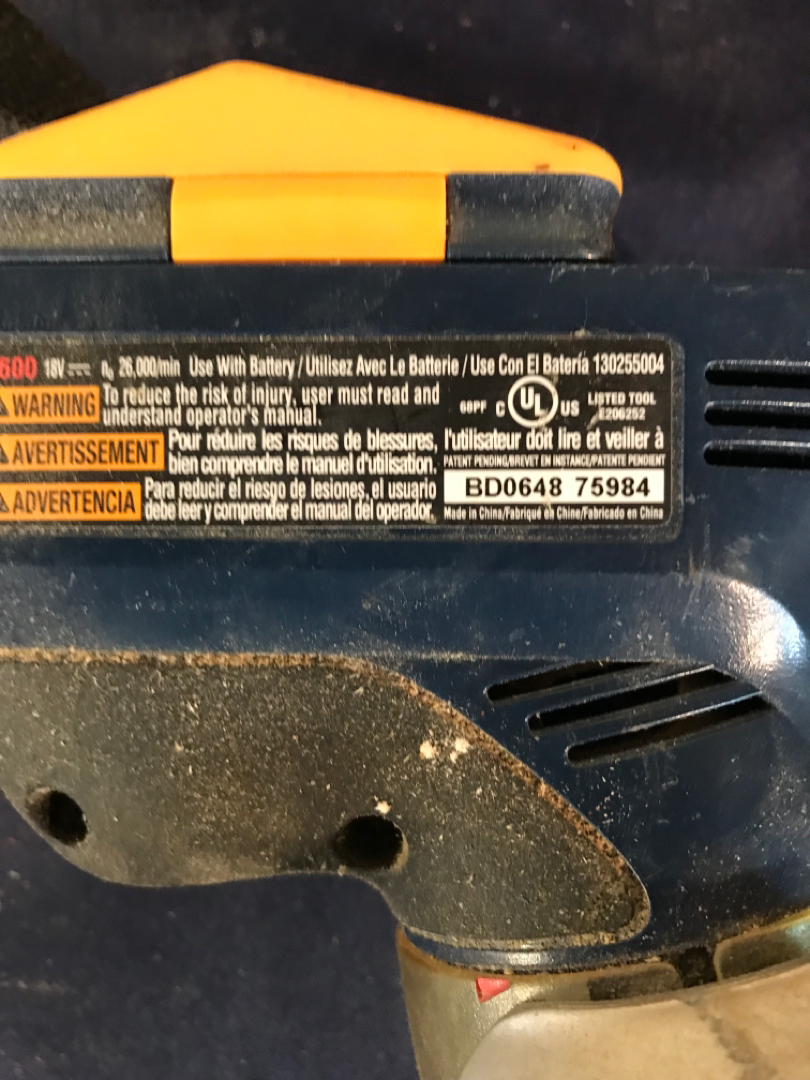 600 18V n₀ 26,000/min Use With Battery / Utilisez Avec Le Batterie / Use Con El Batería 130255004
WARNING To reduce the risk of injury, user must read and
understand operator's manual.
68PF C UL US LISTED TOOL
E206252
AVERTISSEMENT Pour réduire les risques de blessures, l'utilisateur doit lire et veiller à
bien comprendre le manuel d'utilisation.
PATENT PENDING/BREVET EN INSTANCE/PATENTE PENDIENT
ADVERTENCIA Para reducir el riesgo de lesiones, el usuario
debe leer y comprender el manual del operador.
BD0648 75984
Made in China/Fabriqué en Chine/Fabricado en China